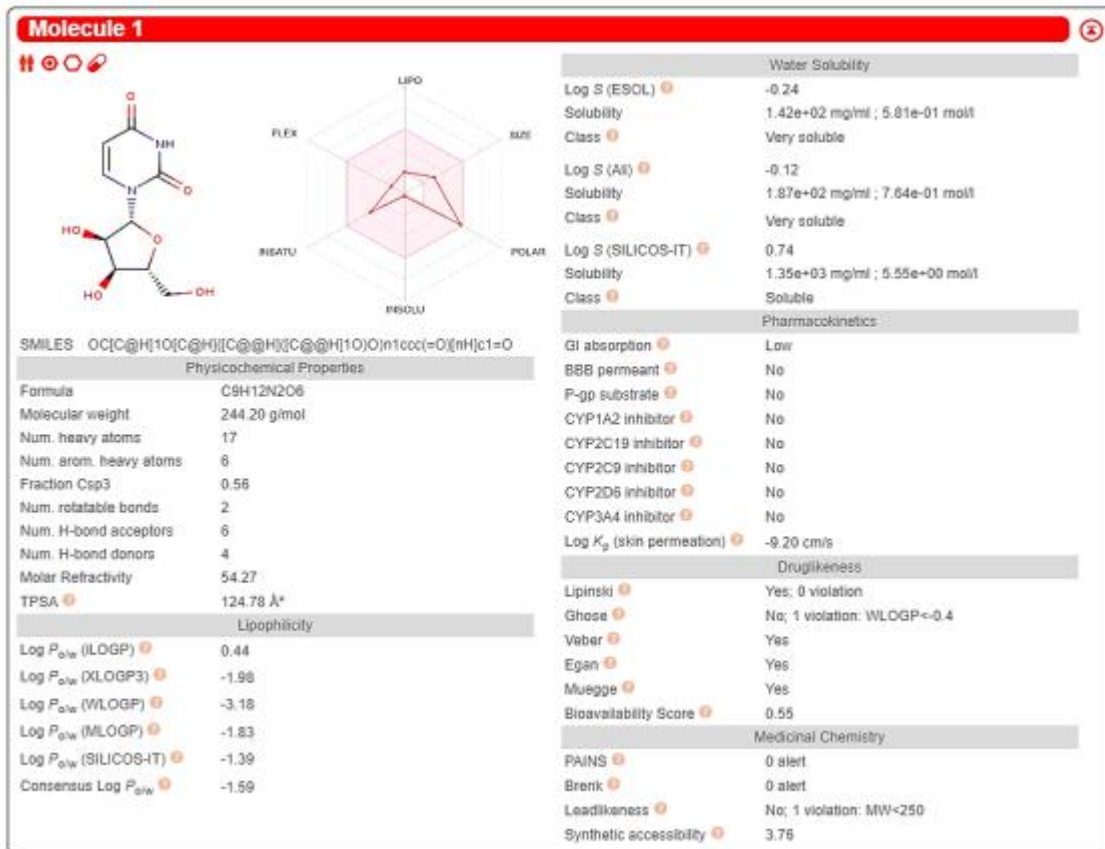 Molecule 1
O
NH
N
O
HO
O
HO
OH
LIPO
FLEX
SIZE
INSATU
POLAR
INSOLU
SMILES OC[C@H]1O[C@H]([C@@H]([C@@H]1O)O)n1ccc(=O)[nH]c1=O
Physicochemical Properties
Formula C9H12N2O6
Molecular weight 244.20 g/mol
Num. heavy atoms 17
Num. arom. heavy atoms 6
Fraction Csp3 0.56
Num. rotatable bonds 2
Num. H-bond acceptors 6
Num. H-bond donors 4
Molar Refractivity 54.27
TPSA ? 124.78 Å²
Lipophilicity
Log Po/w (iLOGP) ? 0.44
Log Po/w (XLOGP3) ? -1.98
Log Po/w (WLOGP) ? -3.18
Log Po/w (MLOGP) ? -1.83
Log Po/w (SILICOS-IT) ? -1.39
Consensus Log Po/w ? -1.59
Water Solubility
Log S (ESOL) ? -0.24
Solubility 1.42e+02 mg/ml ; 5.81e-01 mol/l
Class ? Very soluble
Log S (Ali) ? -0.12
Solubility 1.87e+02 mg/ml ; 7.64e-01 mol/l
Class ? Very soluble
Log S (SILICOS-IT) ? 0.74
Solubility 1.35e+03 mg/ml ; 5.55e+00 mol/l
Class ? Soluble
Pharmacokinetics
GI absorption ? Low
BBB permeant ? No
P-gp substrate ? No
CYP1A2 inhibitor ? No
CYP2C19 inhibitor ? No
CYP2C9 inhibitor ? No
CYP2D6 inhibitor ? No
CYP3A4 inhibitor ? No
Log Kp (skin permeation) ? -9.20 cm/s
Druglikeness
Lipinski ? Yes; 0 violation
Ghose ? No; 1 violation: WLOGP<-0.4
Veber ? Yes
Egan ? Yes
Muegge ? Yes
Bioavailability Score ? 0.55
Medicinal Chemistry
PAINS ? 0 alert
Brenk ? 0 alert
Leadlikeness ? No; 1 violation: MW<250
Synthetic accessibility ? 3.76